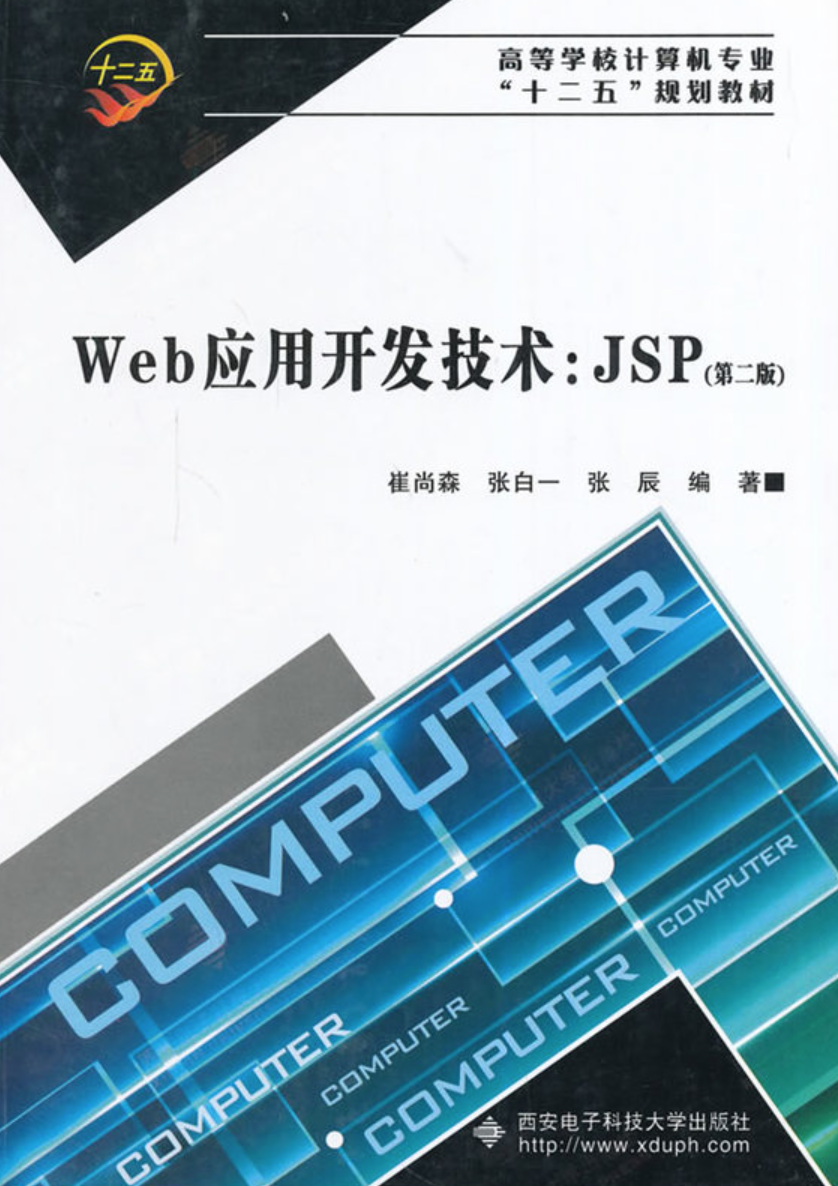 十二五
高等学校计算机专业
“十二五”规划教材
Web应用开发技术：JSP(第二版)
崔尚森 张白一 张 辰 编 著
COMPUTER
COMPUTER
COMPUTER
COMPUTER
COMPUTER
西安电子科技大学出版社
http://www.xduph.com